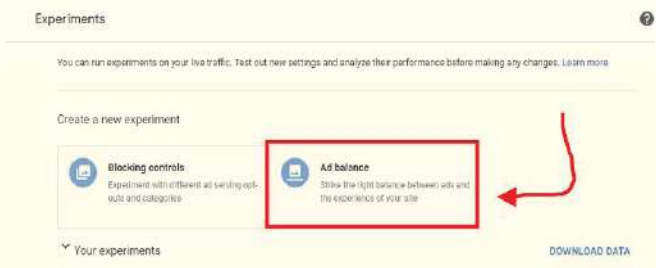 Experiments
You can run experiments on your live traffic. Test out new settings and analyze their performance before making any changes. Learn more
Create a new experiment
Blocking controls
Experiment with different ad serving opt-
outs and categories
Ad balance
Strike the right balance between ads and
the experience of your site
Your experiments
DOWNLOAD DATA